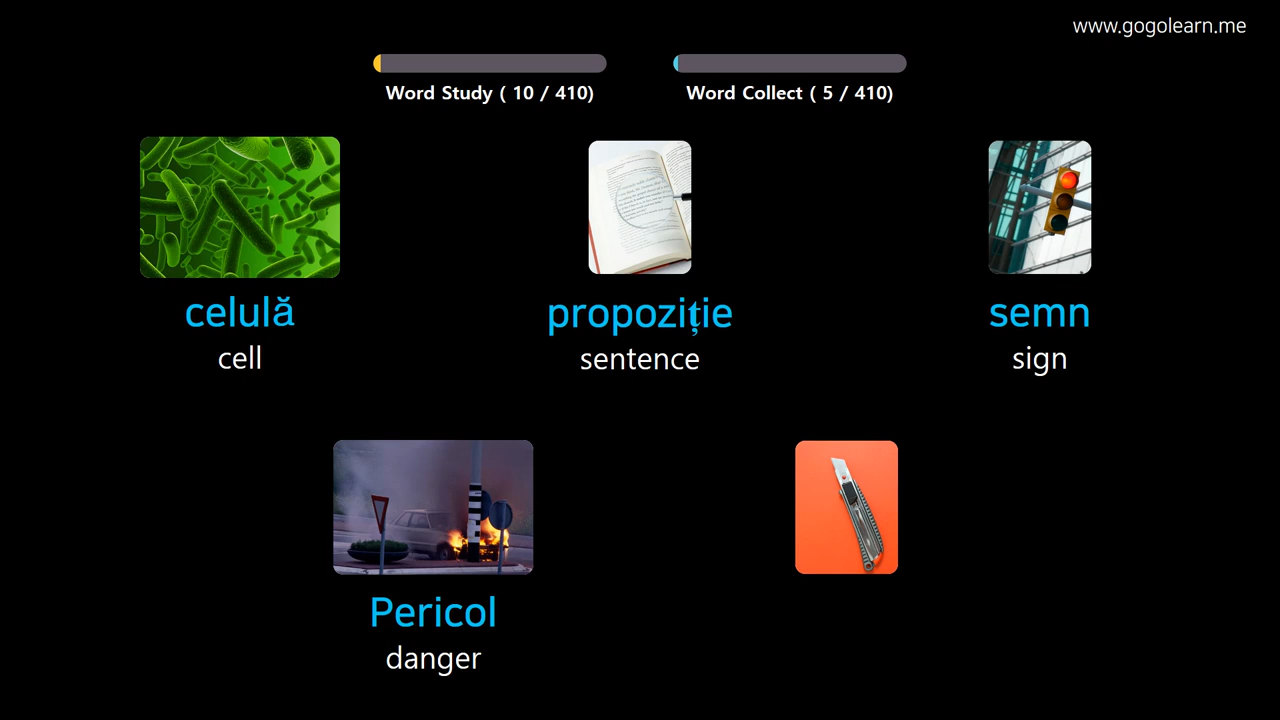 www.gogolearn.me
Word Study ( 10 / 410)
Word Collect ( 5 / 410)
celulă
cell
propoziție
sentence
semn
sign
Pericol
danger